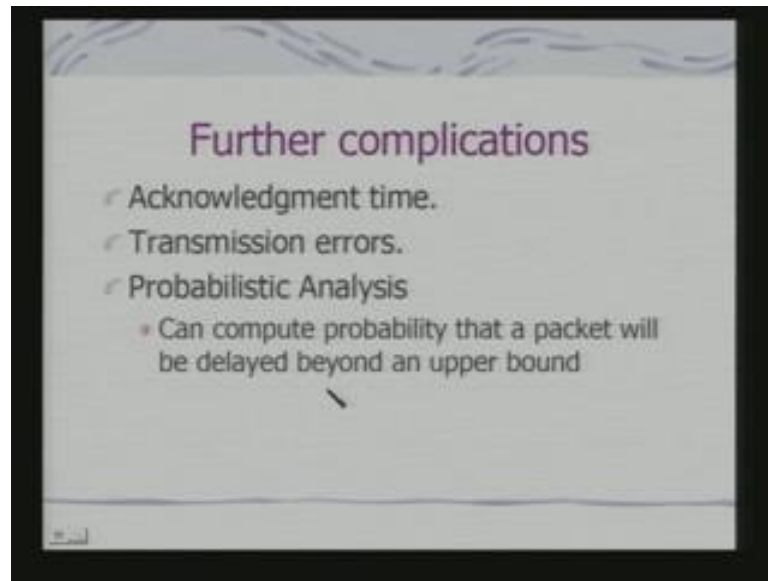 Further complications
Acknowledgment time.
Transmission errors.
Probabilistic Analysis
Can compute probability that a packet will
be delayed beyond an upper bound